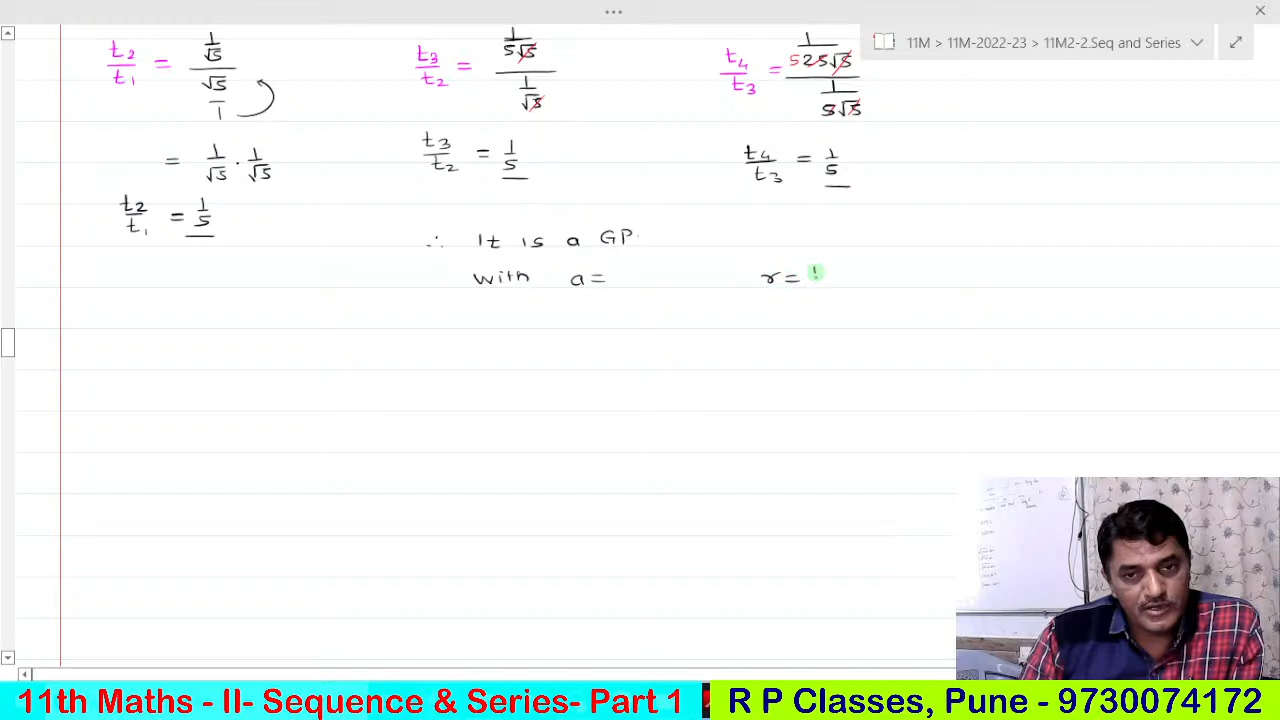 11M > 11M-2022-23 > 11M2-2.Seq and Series
t₂/t₁ = (1/√5)/(√5/1)
t₃/t₂ = (1/5√5)/(1/√5)
t₄/t₃ = (1/25√5)/(1/5√5) 5
= 1/√5 · 1/√5
t₃/t₂ = 1/5
t₄/t₃ = 1/5
t₂/t₁ = 1/5
∴ It is a GP.
with a= r= 1
11th Maths - II- Sequence & Series- Part 1
R P Classes, Pune - 9730074172